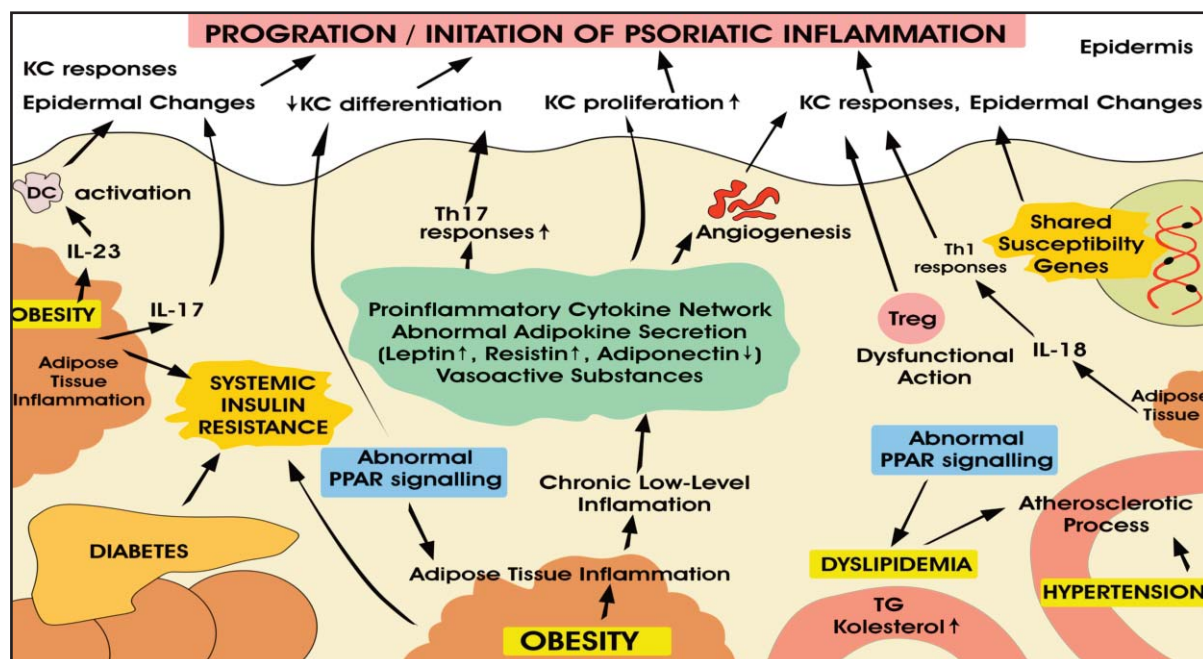 PROGRATION / INITATION OF PSORIATIC INFLAMMATION
Epidermis
KC responses
Epidermal Changes
↓KC differentiation
KC proliferation↑
KC responses, Epidermal Changes
DC activation
IL-23
OBESITY
IL-17
Adipose
Tissue
Inflammation
SYSTEMIC
INSULIN
RESISTANCE
DIABETES
Th17
responses↑
Angiogenesis
Proinflammatory Cytokine Network
Abnormal Adipokine Secretion
(Leptin↑, Resistin↑, Adiponectin↓)
Vasoactive Substances
Abnormal
PPAR signalling
Chronic Low-Level
Inflamation
Adipose Tissue Inflammation
OBESITY
Treg
Dysfunctional
Action
Th1
responses
Shared
Susceptibilty
Genes
IL-18
Adipose
Tissue
Abnormal
PPAR signalling
Atherosclerotic
Process
DYSLIPIDEMIA
HYPERTENSION
TG
Kolesterol↑